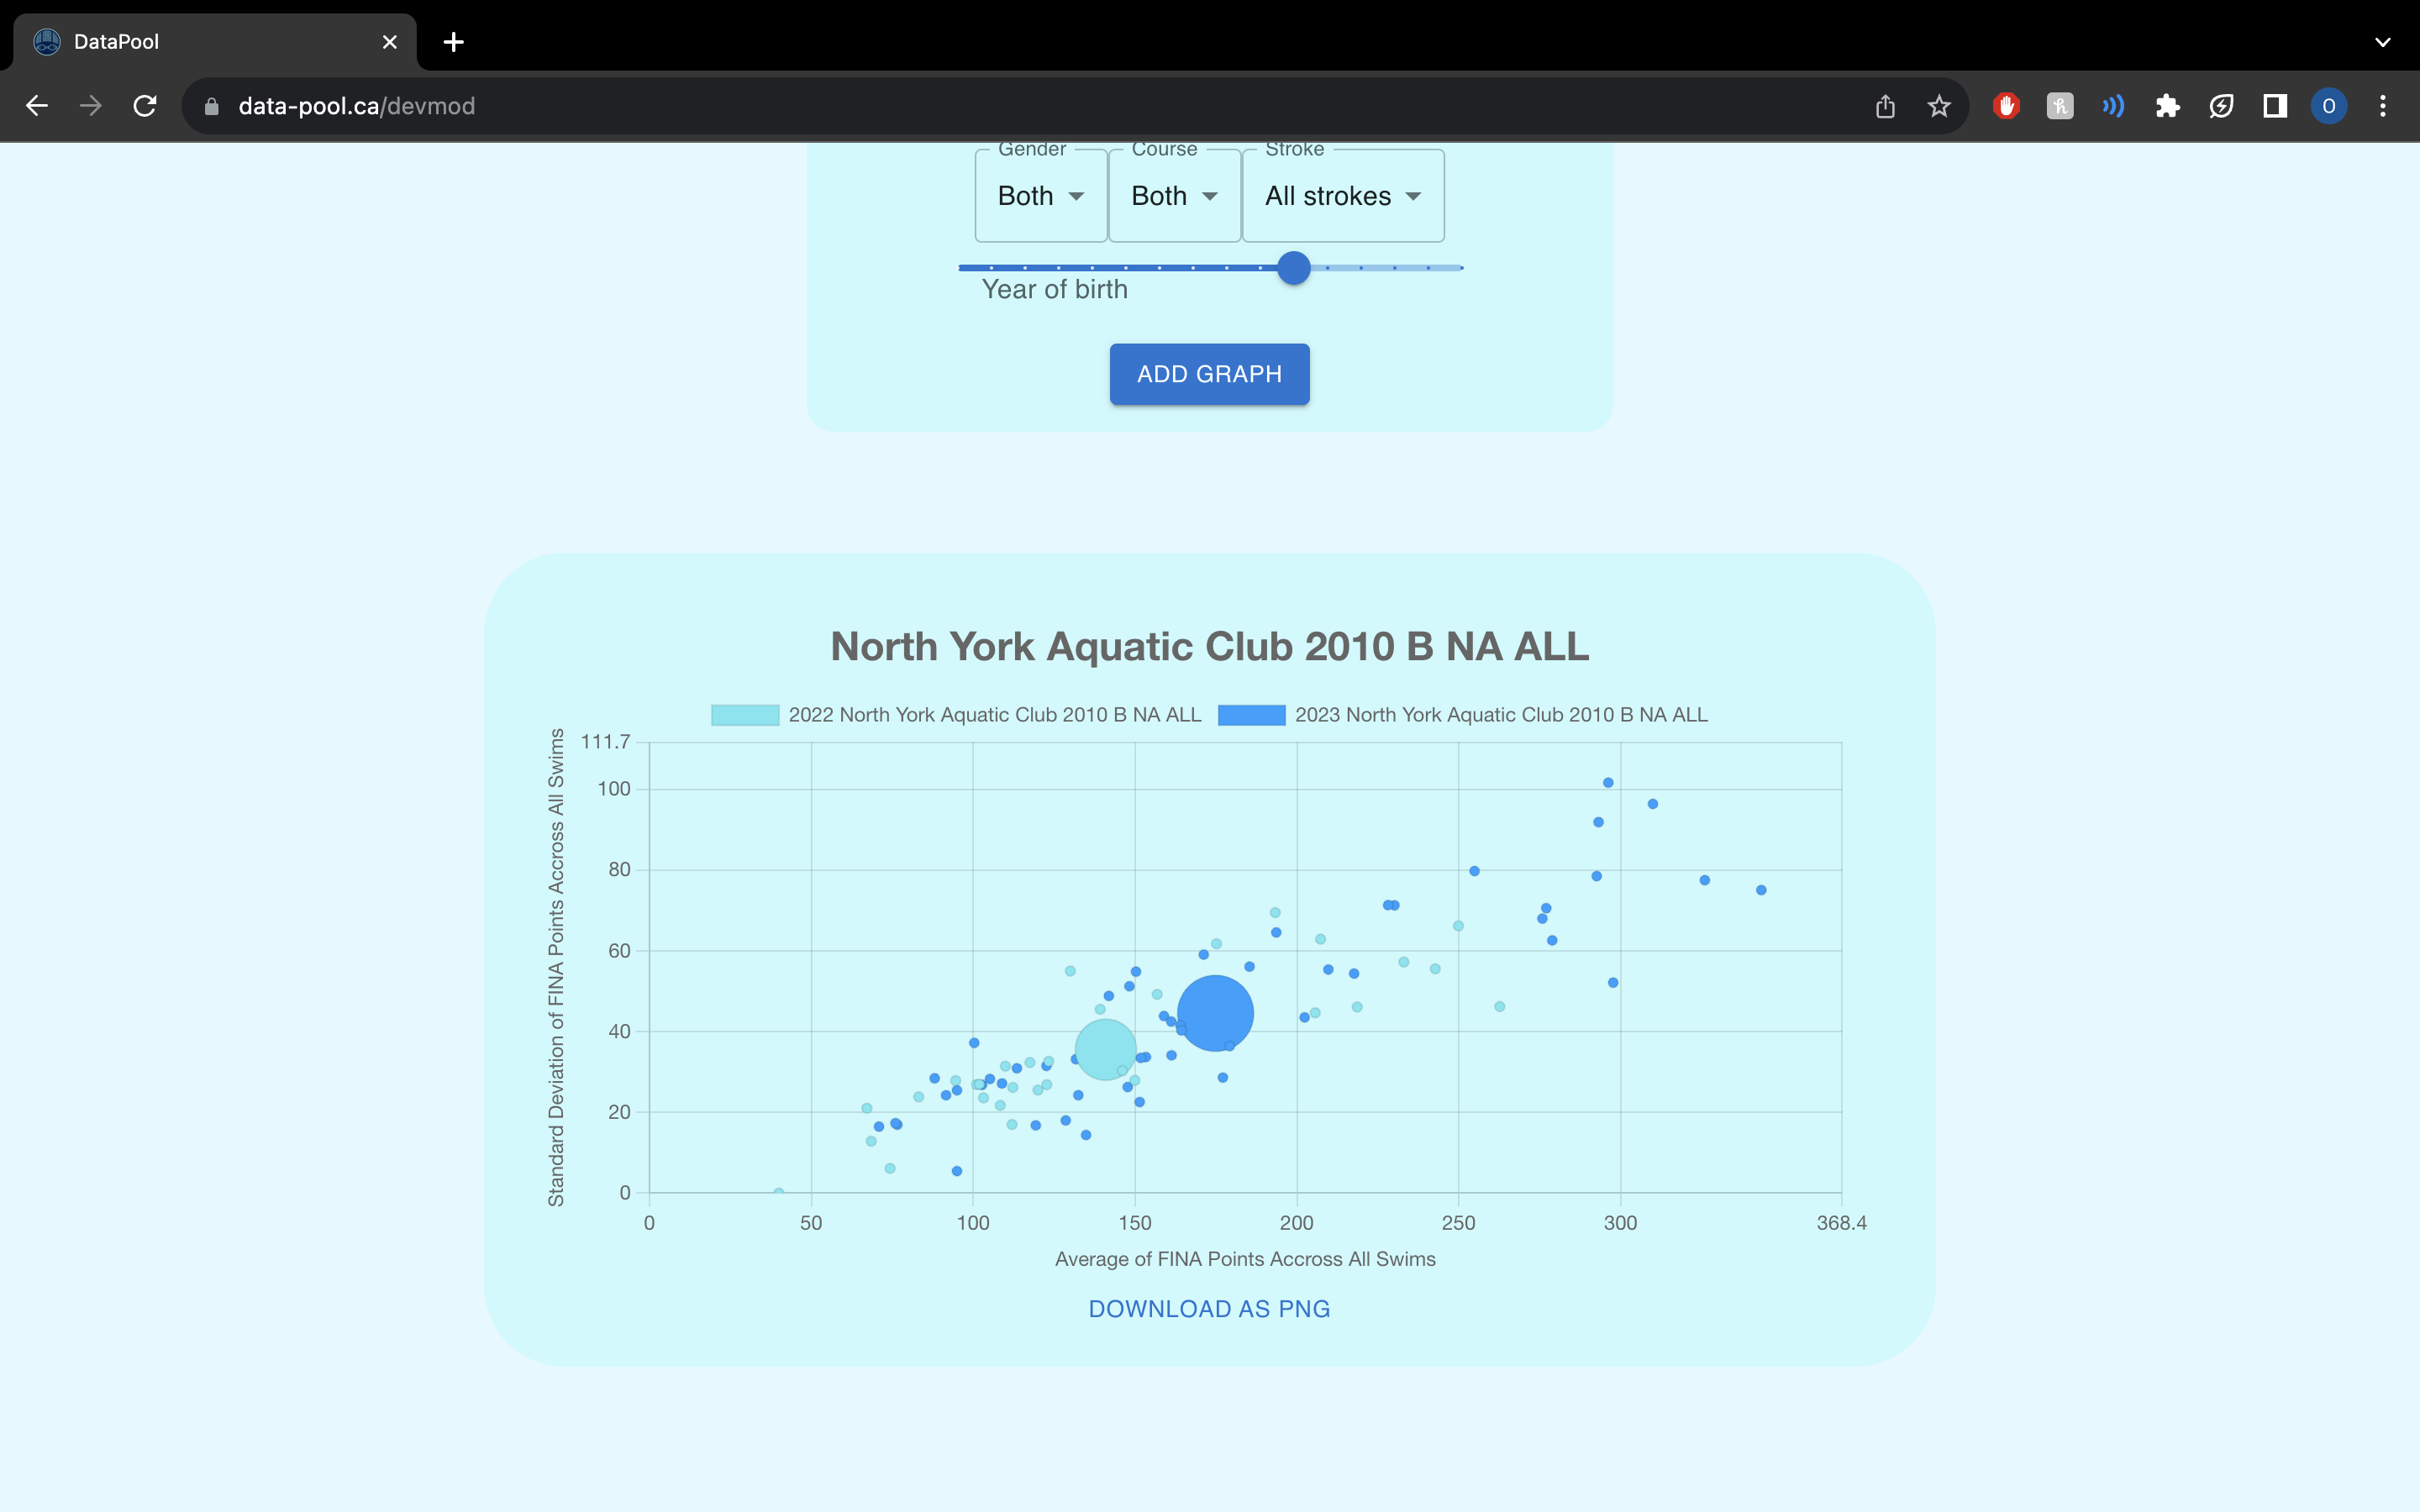 DataPool
data-pool.ca/devmod
O
Gender Course Stroke
Both Both All strokes
Year of birth
ADD GRAPH
North York Aquatic Club 2010 B NA ALL
2022 North York Aquatic Club 2010 B NA ALL 2023 North York Aquatic Club 2010 B NA ALL
Standard Deviation of FINA Points Accross All Swims
111.7
100
80
60
40
20
0
0 50 100 150 200 250 300 368.4
Average of FINA Points Accross All Swims
DOWNLOAD AS PNG